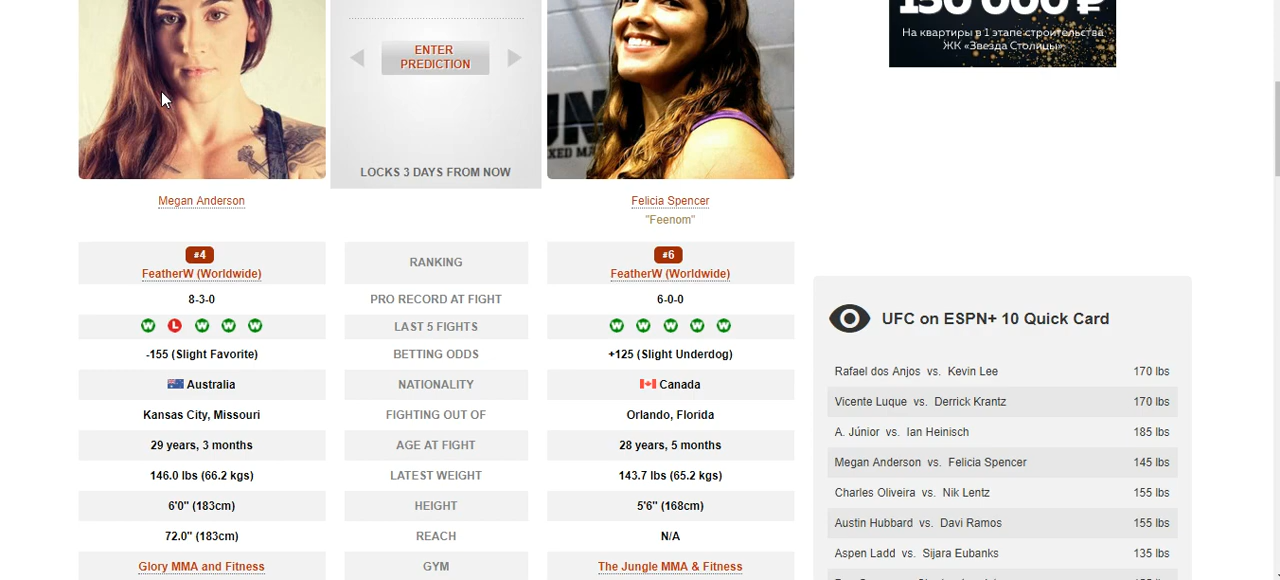 150 000 ₽
На квартиры в 1 этапе строительства
ЖК «Звезда Столицы»
ENTER
PREDICTION
LOCKS 3 DAYS FROM NOW
Megan Anderson
Felicia Spencer
"Feenom"
#4
FeatherW (Worldwide)
RANKING
#6
FeatherW (Worldwide)
8-3-0 PRO RECORD AT FIGHT 6-0-0
W L W W W LAST 5 FIGHTS W W W W W
-155 (Slight Favorite) BETTING ODDS +125 (Slight Underdog)
Australia NATIONALITY Canada
Kansas City, Missouri FIGHTING OUT OF Orlando, Florida
29 years, 3 months AGE AT FIGHT 28 years, 5 months
146.0 lbs (66.2 kgs) LATEST WEIGHT 143.7 lbs (65.2 kgs)
6'0" (183cm) HEIGHT 5'6" (168cm)
72.0" (183cm) REACH N/A
Glory MMA and Fitness GYM The Jungle MMA & Fitness
UFC on ESPN+ 10 Quick Card
Rafael dos Anjos vs. Kevin Lee 170 lbs
Vicente Luque vs. Derrick Krantz 170 lbs
A. Júnior vs. Ian Heinisch 185 lbs
Megan Anderson vs. Felicia Spencer 145 lbs
Charles Oliveira vs. Nik Lentz 155 lbs
Austin Hubbard vs. Davi Ramos 155 lbs
Aspen Ladd vs. Sijara Eubanks 135 lbs